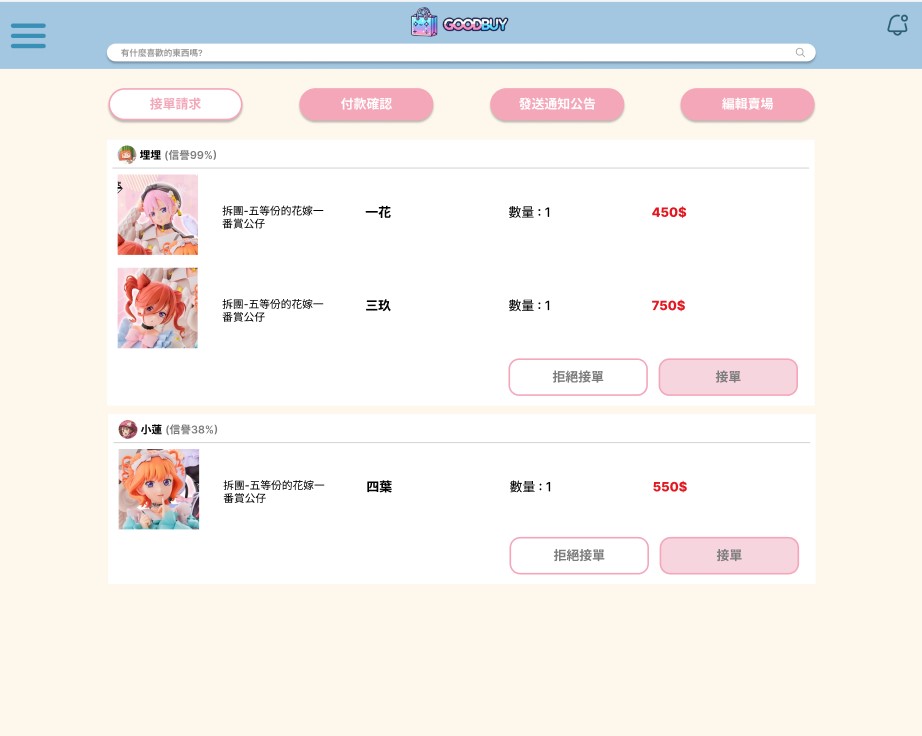 GOODBUY
有什麼喜歡的東西嗎?
接單請求
付款確認
發送通知公告
編輯賣場
埋埋 (信譽99%)
拆團-五等份的花嫁一
番賞公仔
一花
數量 : 1
450$
拆團-五等份的花嫁一
番賞公仔
三玖
數量 : 1
750$
拒絕接單
接單
小蓮 (信譽38%)
拆團-五等份的花嫁一
番賞公仔
四葉
數量 : 1
550$
拒絕接單
接單